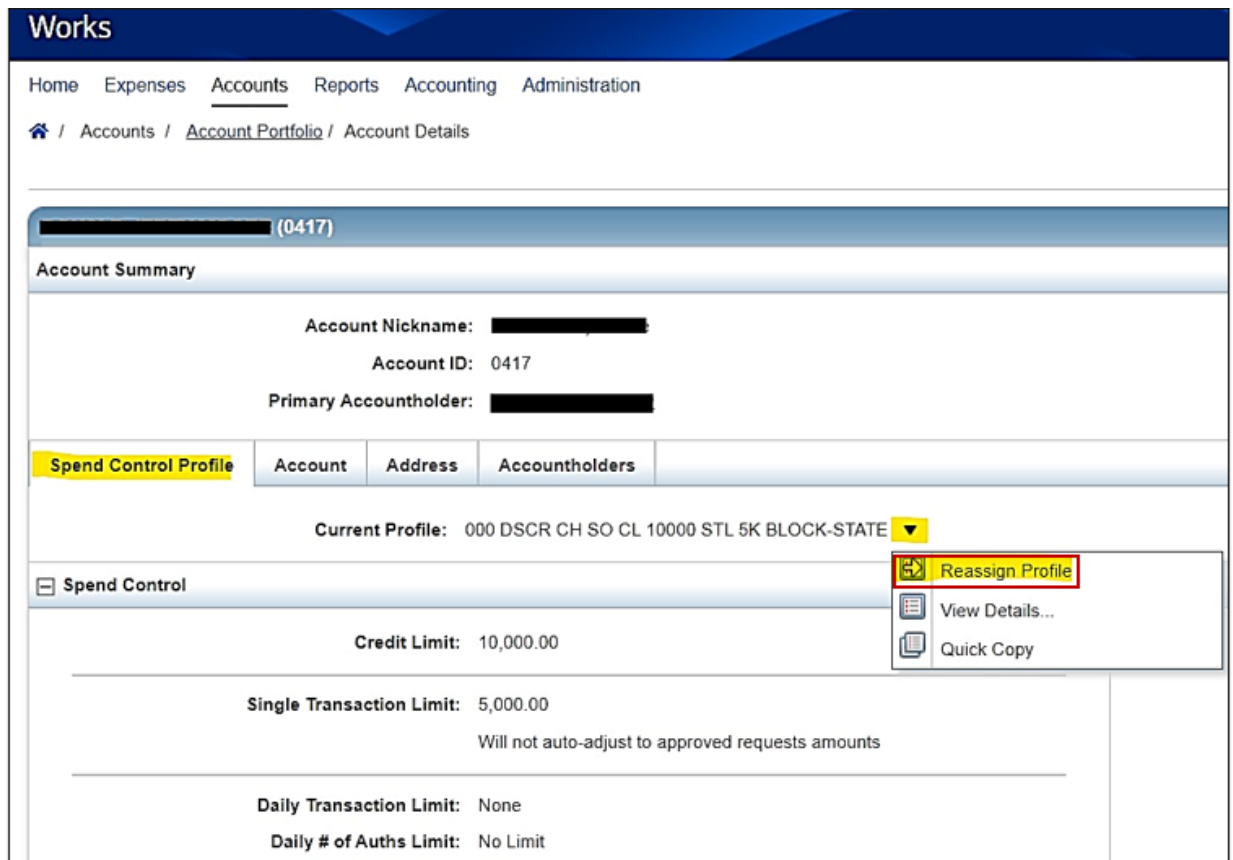 Works
Home Expenses Accounts Reports Accounting Administration
/ Accounts / Account Portfolio / Account Details
(0417)
Account Summary
Account Nickname:
Account ID: 0417
Primary Accountholder:
Spend Control Profile Account Address Accountholders
Current Profile: 000 DSCR CH SO CL 10000 STL 5K BLOCK-STATE
Reassign Profile
Spend Control
View Details...
Credit Limit: 10,000.00
Quick Copy
Single Transaction Limit: 5,000.00
Will not auto-adjust to approved requests amounts
Daily Transaction Limit: None
Daily # of Auths Limit: No Limit